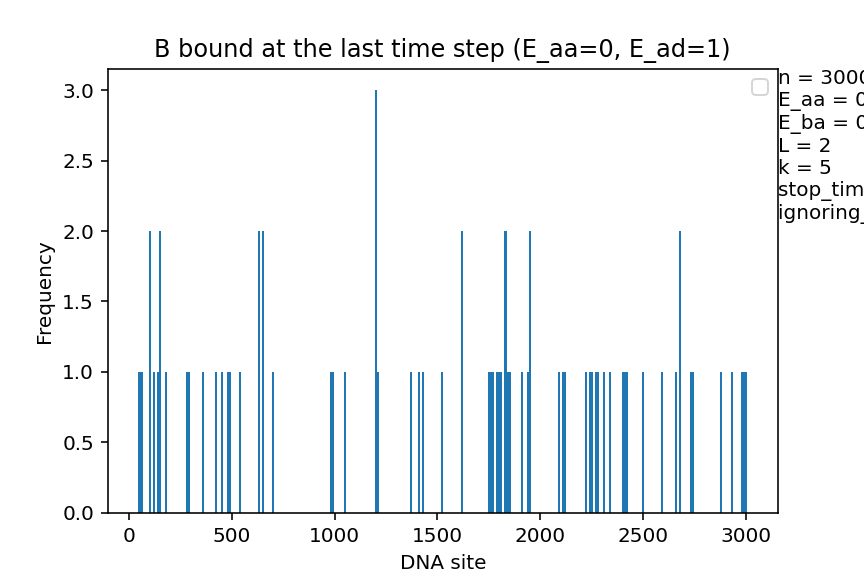 B bound at the last time step (E_aa=0, E_ad=1)
n = 3000
E_aa = 0
E_ba = 0
L = 2
k = 5
stop_tim
ignoring_
3.0
2.5
2.0
1.5
1.0
0.5
0.0
Frequency
0 500 1000 1500 2000 2500 3000
DNA site